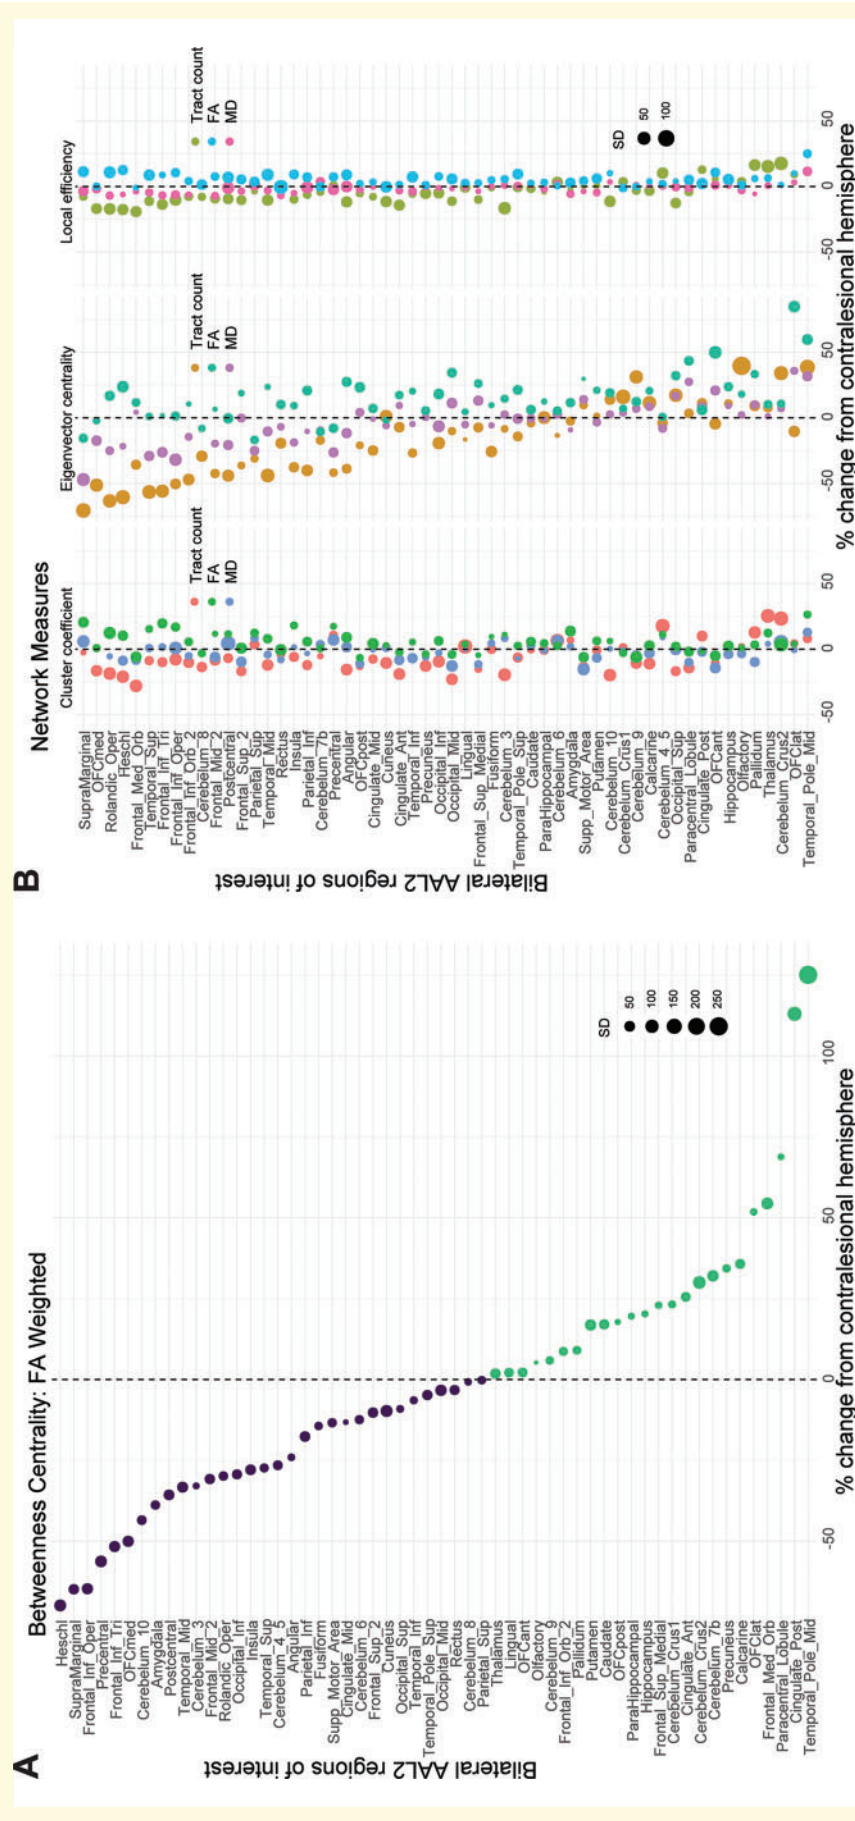 A
Betweenness Centrality: FA Weighted
Bilateral AAL2 regions of interest
Heschl
SupraMarginal
Frontal_Inf_Oper
Precentral
Frontal_Inf_Tri
OFCmed
Cerebelum_10
Amygdala
Postcentral
Temporal_Mid
Cerebelum_3
Frontal_Mid_2
Rolandic_Oper
Occipital_Inf
Insula
Temporal_Sup
Cerebelum_4_5
Angular
Parietal_Inf
Fusiform
Supp_Motor_Area
Cingulate_Mid
Cerebelum_6
Frontal_Sup_2
Cuneus
Occipital_Sup
Temporal_Inf
Temporal_Pole_Sup
Occipital_Mid
Rectus
Cerebelum_8
Parietal_Sup
Thalamus
Lingual
OFCant
Olfactory
Cerebelum_9
Frontal_Inf_Orb_2
Pallidum
Putamen
Caudate
OFCpost
ParaHippocampal
Hippocampus
Frontal_Sup_Medial
Cerebelum_Crus1
Cingulate_Ant
Cerebelum_Crus2
Cerebelum_7b
Precuneus
Calcarine
OFClat
Frontal_Med_Orb
Paracentral_Lobule
Cingulate_Post
Temporal_Pole_Mid
SD
50
100
150
200
250
-50 0 50 100
% change from contralesional hemisphere
B
Network Measures
Cluster coefficient Eigenvector centrality Local efficiency
Bilateral AAL2 regions of interest
SupraMarginal
OFCmed
Rolandic_Oper
Heschl
Frontal_Med_Orb
Temporal_Sup
Frontal_Inf_Tri
Frontal_Inf_Oper
Frontal_Inf_Orb_2
Cerebelum_8
Frontal_Mid_2
Postcentral
Frontal_Sup_2
Parietal_Sup
Temporal_Mid
Rectus
Insula
Parietal_Inf
Cerebelum_7b
Precentral
Angular
OFCpost
Cingulate_Mid
Cuneus
Cingulate_Ant
Temporal_Inf
Precuneus
Occipital_Inf
Occipital_Mid
Lingual
Frontal_Sup_Medial
Fusiform
Cerebelum_3
Temporal_Pole_Sup
Caudate
ParaHippocampal
Cerebelum_6
Amygdala
Supp_Motor_Area
Putamen
Cerebelum_10
Cerebelum_Crus1
Cerebelum_9
Calcarine
Cerebelum_4_5
Occipital_Sup
Paracentral_Lobule
Cingulate_Post
OFCant
Hippocampus
Olfactory
Pallidum
Thalamus
Cerebelum_Crus2
OFClat
Temporal_Pole_Mid
Tract count
FA
MD
Tract count
FA
MD
Tract count
FA
MD
SD
50
100
-50 0 50 -50 0 50 -50 0 50
% change from contralesional hemisphere